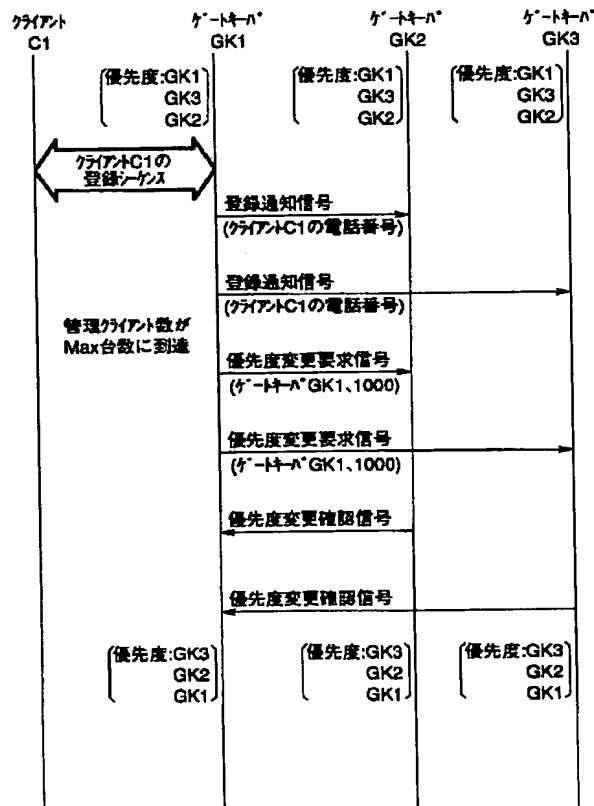 クライアント
C1
ゲートキーパ
GK1
ゲートキーパ
GK2
ゲートキーパ
GK3
優先度:GK1
GK3
GK2
優先度:GK1
GK3
GK2
優先度:GK1
GK3
GK2
クライアントC1の
登録シーケンス
登録通知信号
(クライアントC1の電話番号)
登録通知信号
(クライアントC1の電話番号)
管理クライアント数が
Max台数に到達
優先度変更要求信号
(ゲートキーパGK1、1000)
優先度変更要求信号
(ゲートキーパGK1、1000)
優先度変更確認信号
優先度変更確認信号
優先度:GK3
GK2
GK1
優先度:GK3
GK2
GK1
優先度:GK3
GK2
GK1